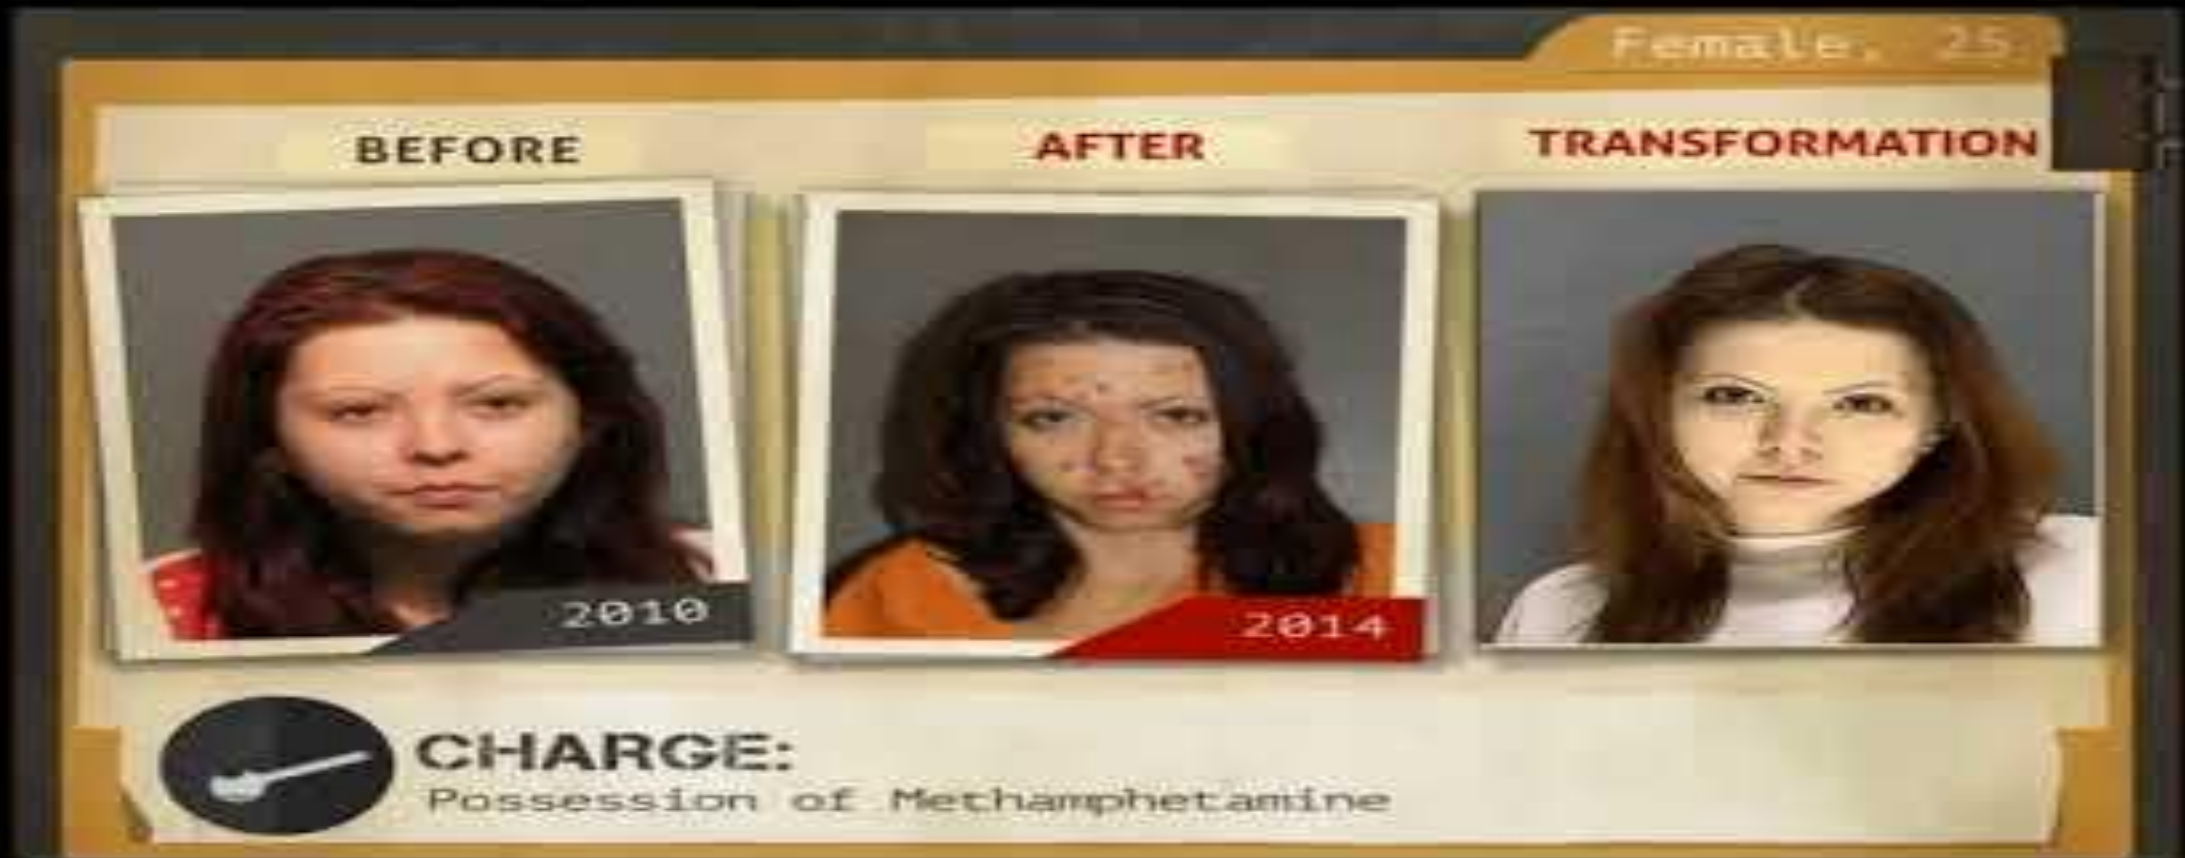 Female, 25
BEFORE
AFTER
TRANSFORMATION
2010
2014
CHARGE:
Possession of Methamphetamine